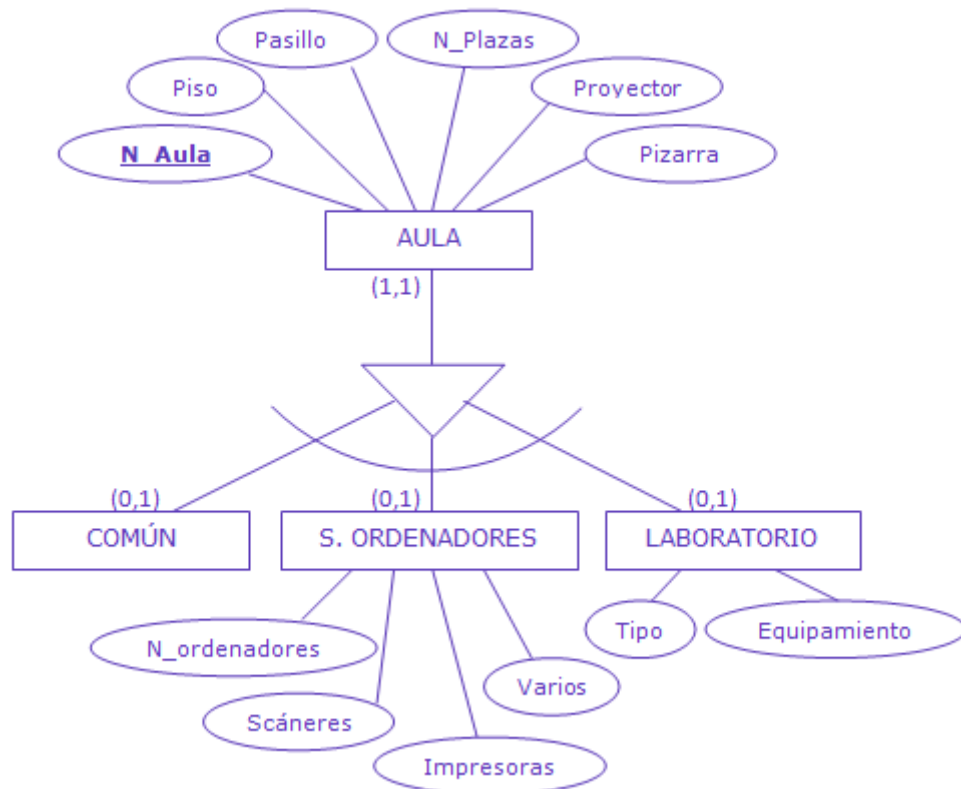 Pasillo
N_Plazas
Piso
Proyector
N_Aula
Pizarra
AULA
(1,1)
(0,1)
(0,1)
(0,1)
COMÚN
S. ORDENADORES
LABORATORIO
N_ordenadores
Tipo
Equipamiento
Scáneres
Varios
Impresoras